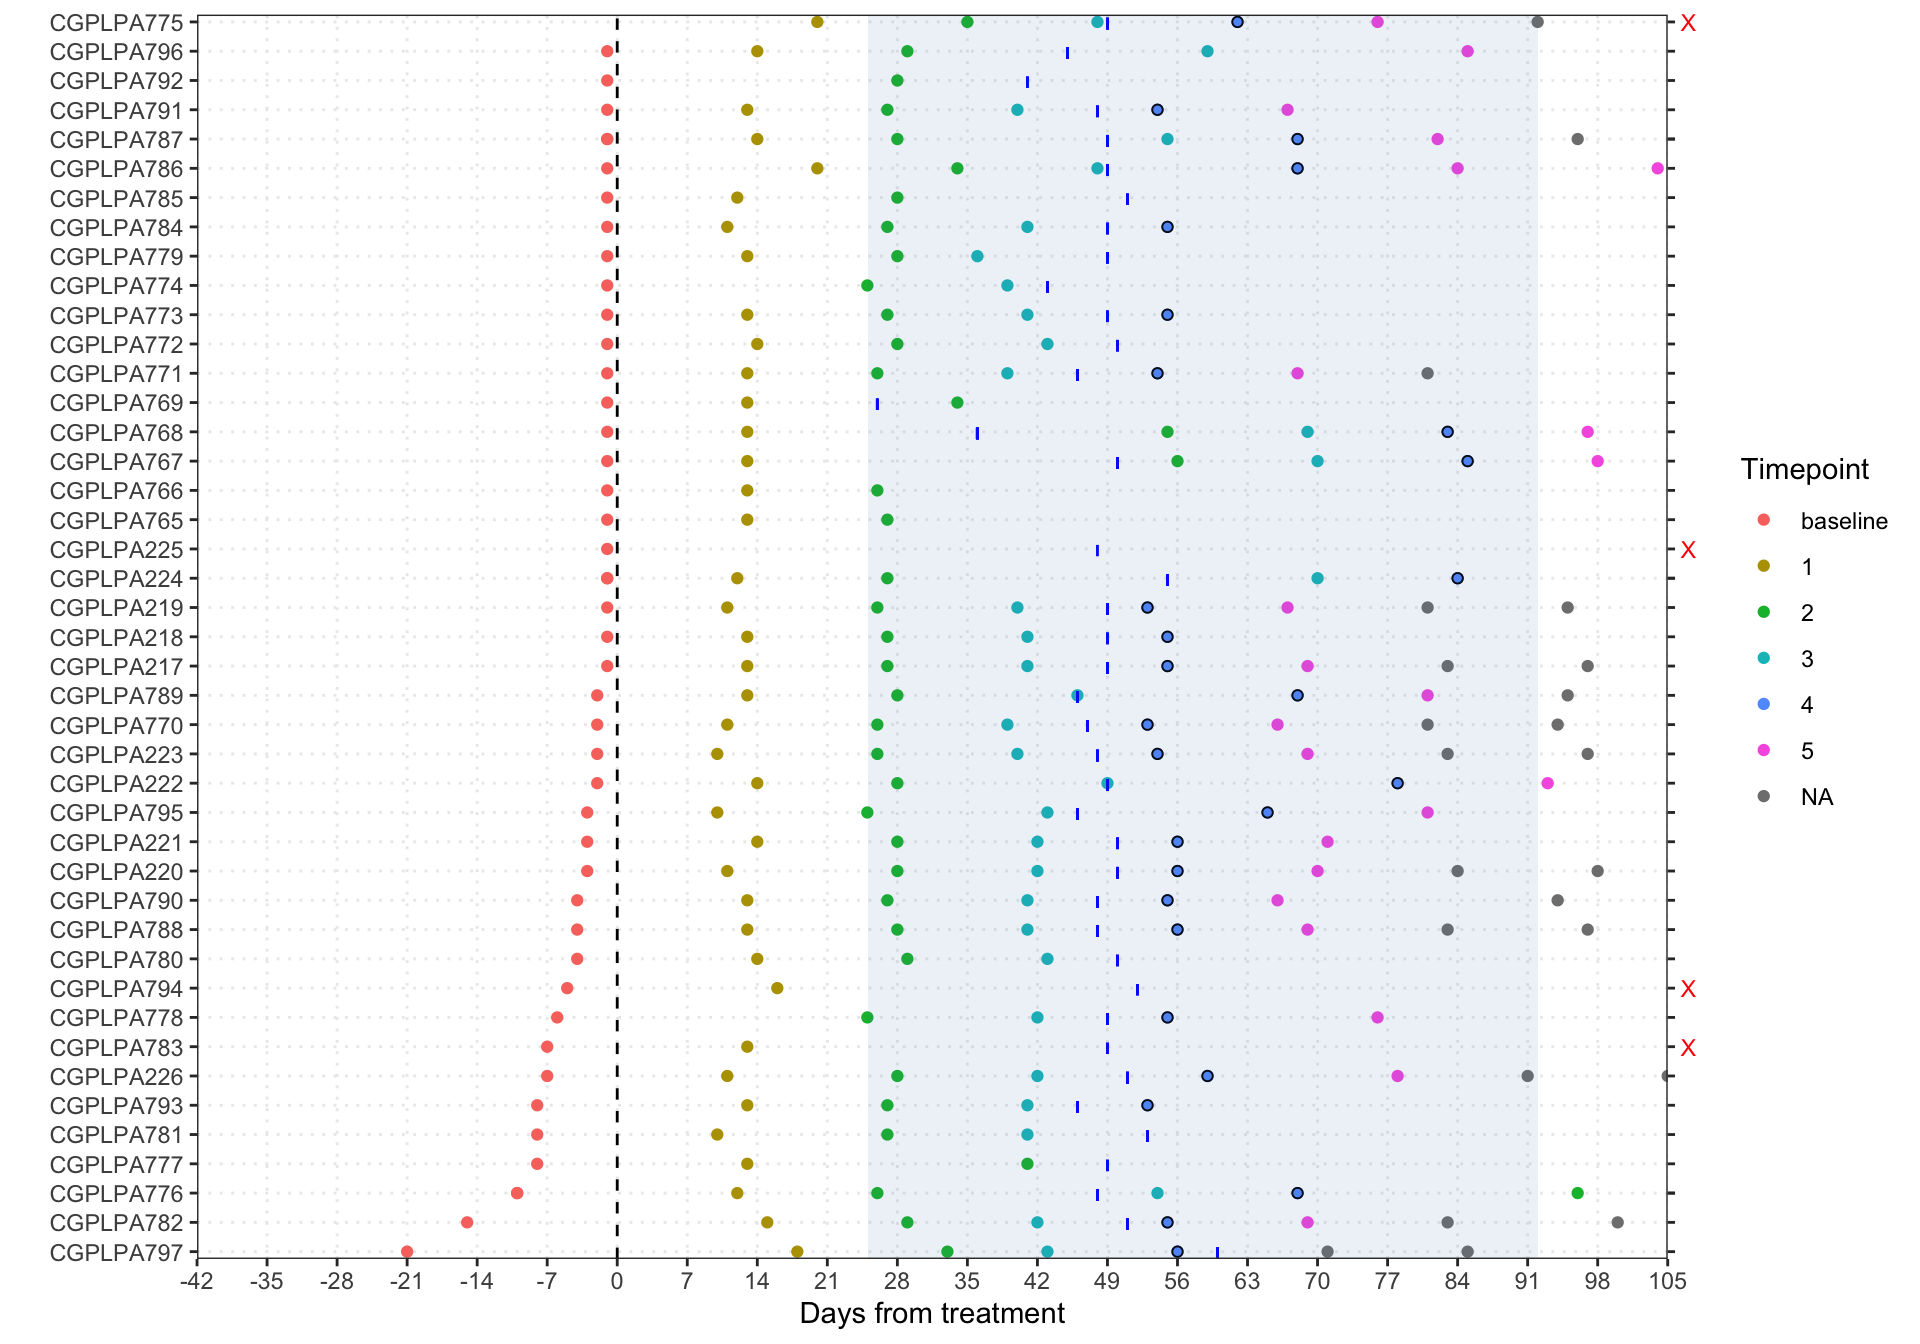 CGPLPA775 X
CGPLPA796
CGPLPA792
CGPLPA791
CGPLPA787
CGPLPA786
CGPLPA785
CGPLPA784
CGPLPA779
CGPLPA774
CGPLPA773
CGPLPA772
CGPLPA771
CGPLPA769
CGPLPA768
CGPLPA767
CGPLPA766
CGPLPA765
CGPLPA225 X
CGPLPA224
CGPLPA219
CGPLPA218
CGPLPA217
CGPLPA789
CGPLPA770
CGPLPA223
CGPLPA222
CGPLPA795
CGPLPA221
CGPLPA220
CGPLPA790
CGPLPA788
CGPLPA780
CGPLPA794 X
CGPLPA778
CGPLPA783 X
CGPLPA226
CGPLPA793
CGPLPA781
CGPLPA777
CGPLPA776
CGPLPA782
CGPLPA797
-42 -35 -28 -21 -14 -7 0 7 14 21 28 35 42 49 56 63 70 77 84 91 98 105
Days from treatment
Timepoint
baseline
1
2
3
4
5
NA